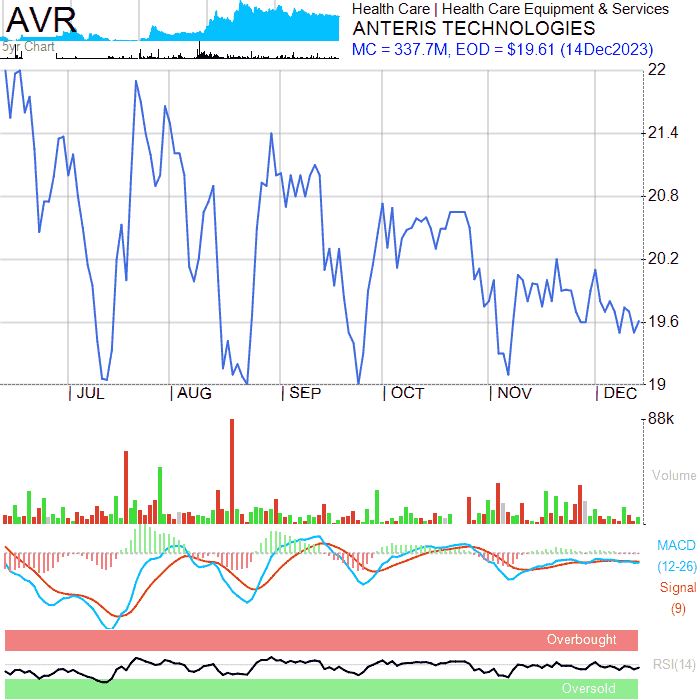 AVR
5yr Chart
Health Care | Health Care Equipment & Services
ANTERIS TECHNOLOGIES
MC = 337.7M, EOD = $19.61 (14Dec2023)
22
21.4
20.8
20.2
19.6
19
JUL AUG SEP OCT NOV DEC
88k
Volume
MACD
(12-26)
Signal
(9)
Overbought
RSI(14)
Oversold